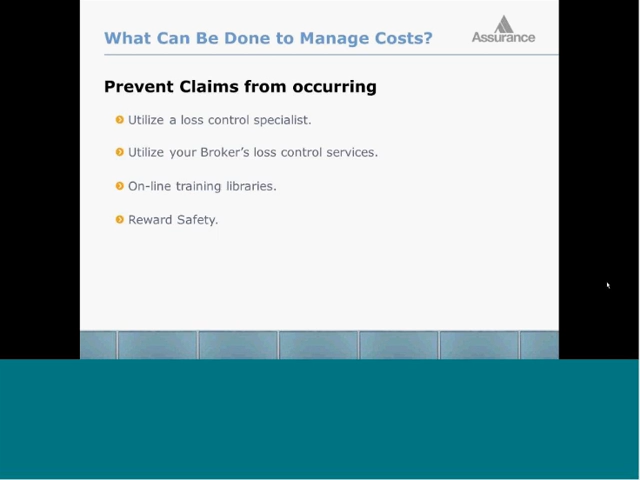 What Can Be Done to Manage Costs?
Assurance
Prevent Claims from occurring
Utilize a loss control specialist.
Utilize your Broker's loss control services.
On-line training libraries.
Reward Safety.